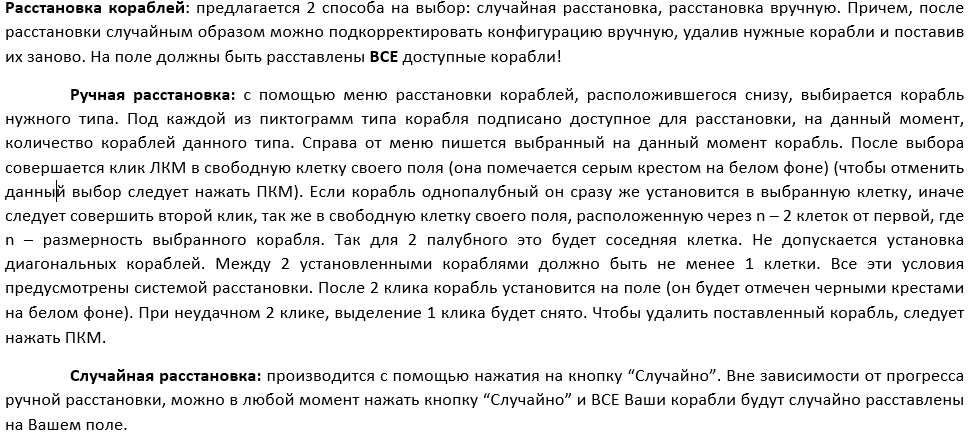 Расстановка кораблей: предлагается 2 способа на выбор: случайная расстановка, расстановка вручную. Причем, после
расстановки случайным образом можно подкорректировать конфигурацию вручную, удалив нужные корабли и поставив
их заново. На поле должны быть расставлены ВСЕ доступные корабли!
Ручная расстановка: с помощью меню расстановки кораблей, расположившегося снизу, выбирается корабль
нужного типа. Под каждой из пиктограмм типа корабля подписано доступное для расстановки, на данный момент,
количество кораблей данного типа. Справа от меню пишется выбранный на данный момент корабль. После выбора
совершается клик ЛКМ в свободную клетку своего поля (она помечается серым крестом на белом фоне) (чтобы отменить
данный выбор следует нажать ПКМ). Если корабль однопалубный он сразу же установится в выбранную клетку, иначе
следует совершить второй клик, так же в свободную клетку своего поля, расположенную через n – 2 клеток от первой, где
n – размерность выбранного корабля. Так для 2 палубного это будет соседняя клетка. Не допускается установка
диагональных кораблей. Между 2 установленными кораблями должно быть не менее 1 клетки. Все эти условия
предусмотрены системой расстановки. После 2 клика корабль установится на поле (он будет отмечен черными крестами
на белом фоне). При неудачном 2 клике, выделение 1 клика будет снято. Чтобы удалить поставленный корабль, следует
нажать ПКМ.
Случайная расстановка: производится с помощью нажатия на кнопку “Случайно”. Вне зависимости от прогресса
ручной расстановки, можно в любой момент нажать кнопку “Случайно” и ВСЕ Ваши корабли будут случайно расставлены
на Вашем поле.